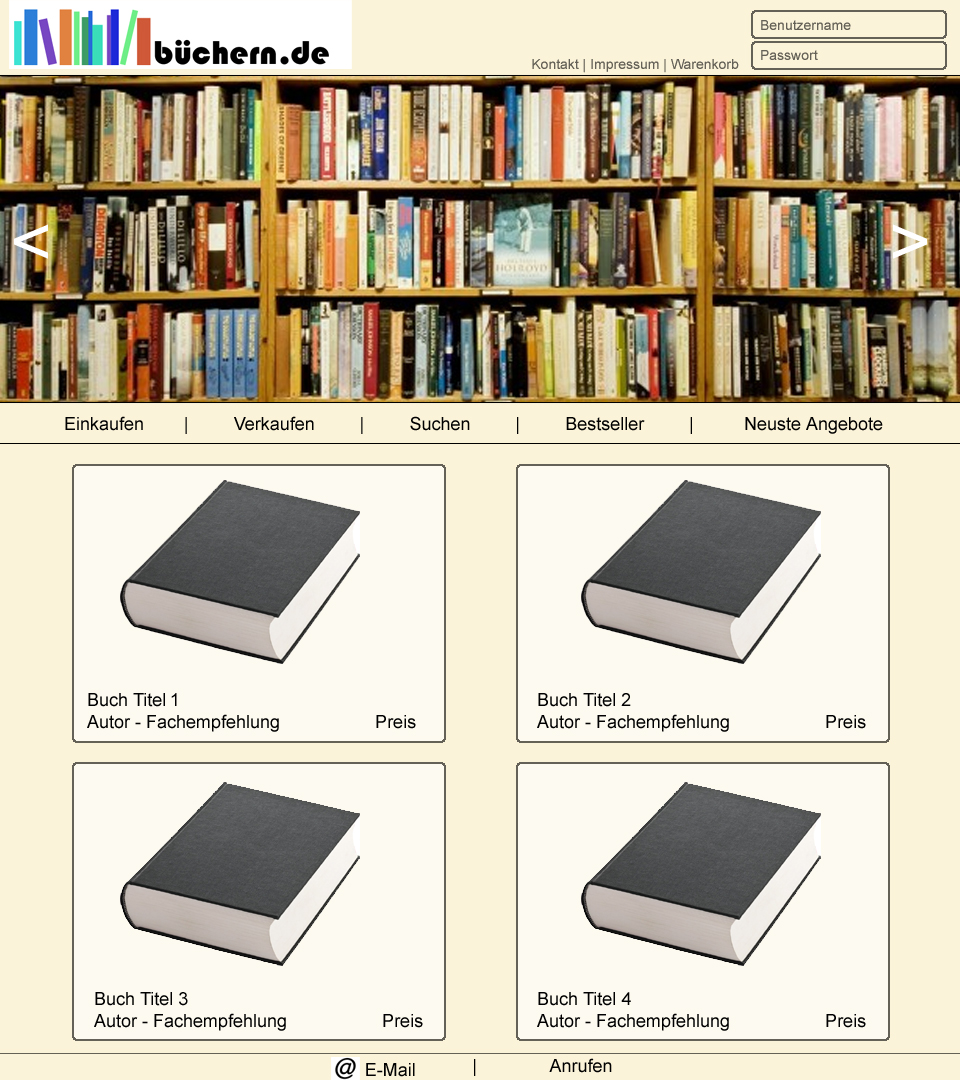 büchern.de
Benutzername
Kontakt | Impressum | Warenkorb
Passwort
<
HOLROYD
>
Einkaufen | Verkaufen | Suchen | Bestseller | Neuste Angebote
Buch Titel 1
Autor - Fachempfehlung Preis
Buch Titel 2
Autor - Fachempfehlung Preis
Buch Titel 3
Autor - Fachempfehlung Preis
Buch Titel 4
Autor - Fachempfehlung Preis
@ E-Mail | Anrufen